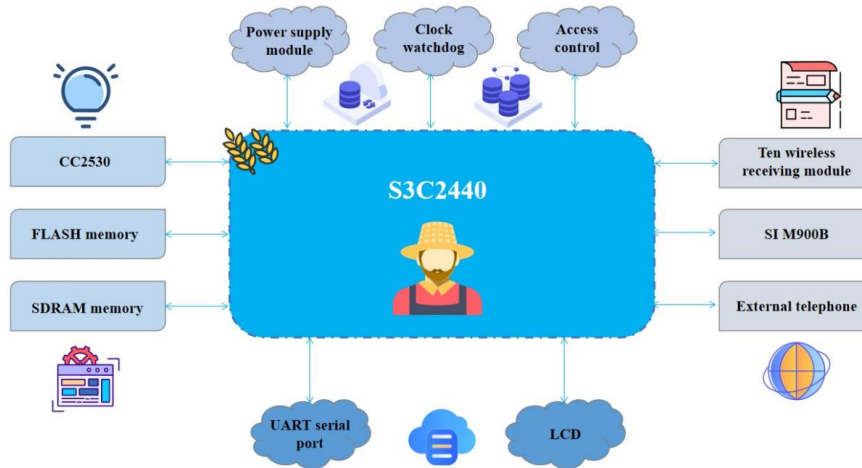 Power supply
module
Clock
watchdog
Access
control
CC2530
FLASH memory
SDRAM memory
S3C2440
Ten wireless
receiving module
SI M900B
External telephone
UART serial
port
LCD